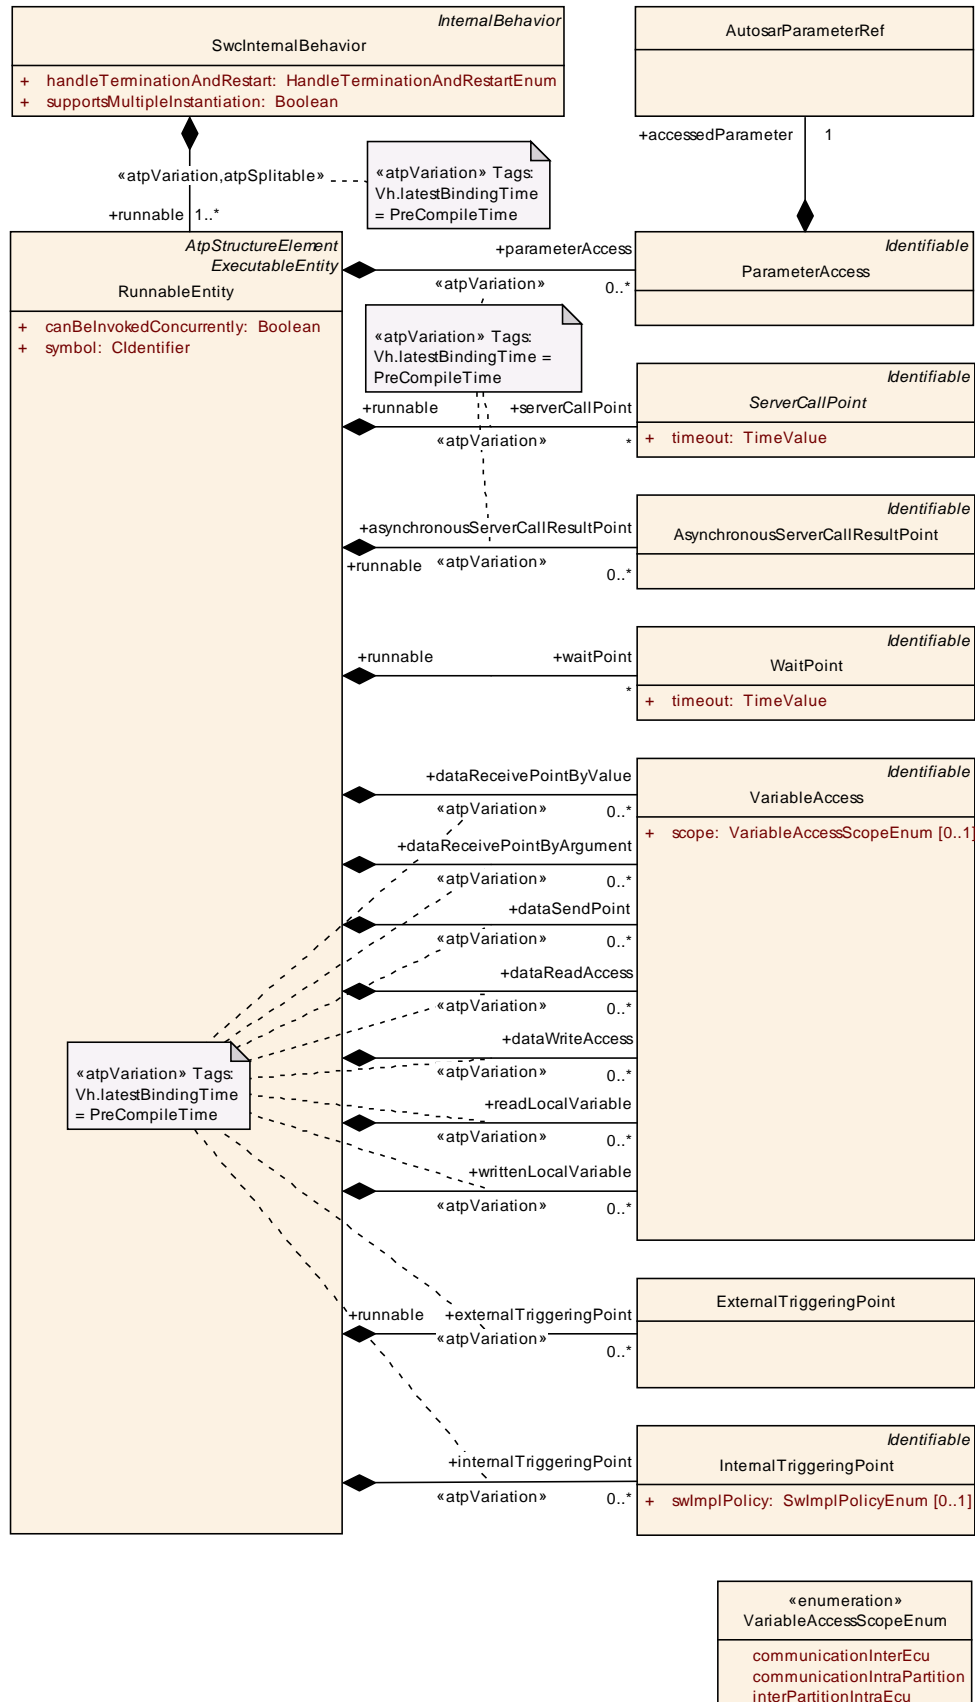 InternalBehavior
SwcInternalBehavior
+ handleTerminationAndRestart: HandleTerminationAndRestartEnum
+ supportsMultipleInstantiation: Boolean
AutosarParameterRef
+accessedParameter 1
«atpVariation,atpSplitable»
«atpVariation» Tags:
Vh.latestBindingTime
= PreCompileTime
+runnable 1..*
AtpStructureElement
ExecutableEntity
RunnableEntity
+ canBeInvokedConcurrently: Boolean
+ symbol: CIdentifier
+parameterAccess
«atpVariation» 0..*
Identifiable
ParameterAccess
«atpVariation» Tags:
Vh.latestBindingTime =
PreCompileTime
+runnable +serverCallPoint
«atpVariation» *
Identifiable
ServerCallPoint
+ timeout: TimeValue
+asynchronousServerCallResultPoint
+runnable «atpVariation» 0..*
Identifiable
AsynchronousServerCallResultPoint
+runnable +waitPoint
*
Identifiable
WaitPoint
+ timeout: TimeValue
+dataReceivePointByValue
«atpVariation» 0..*
Identifiable
VariableAccess
+ scope: VariableAccessScopeEnum [0..1]
+dataReceivePointByArgument
«atpVariation» 0..*
+dataSendPoint
«atpVariation» 0..*
+dataReadAccess
«atpVariation» 0..*
+dataWriteAccess
«atpVariation» 0..*
«atpVariation» Tags:
Vh.latestBindingTime
= PreCompileTime
+readLocalVariable
«atpVariation» 0..*
+writtenLocalVariable
«atpVariation» 0..*
+runnable +externalTriggeringPoint
«atpVariation» 0..*
ExternalTriggeringPoint
+internalTriggeringPoint
«atpVariation» 0..*
Identifiable
InternalTriggeringPoint
+ swImplPolicy: SwImplPolicyEnum [0..1]
«enumeration»
VariableAccessScopeEnum
communicationInterEcu
communicationIntraPartition
interPartitionIntraEcu